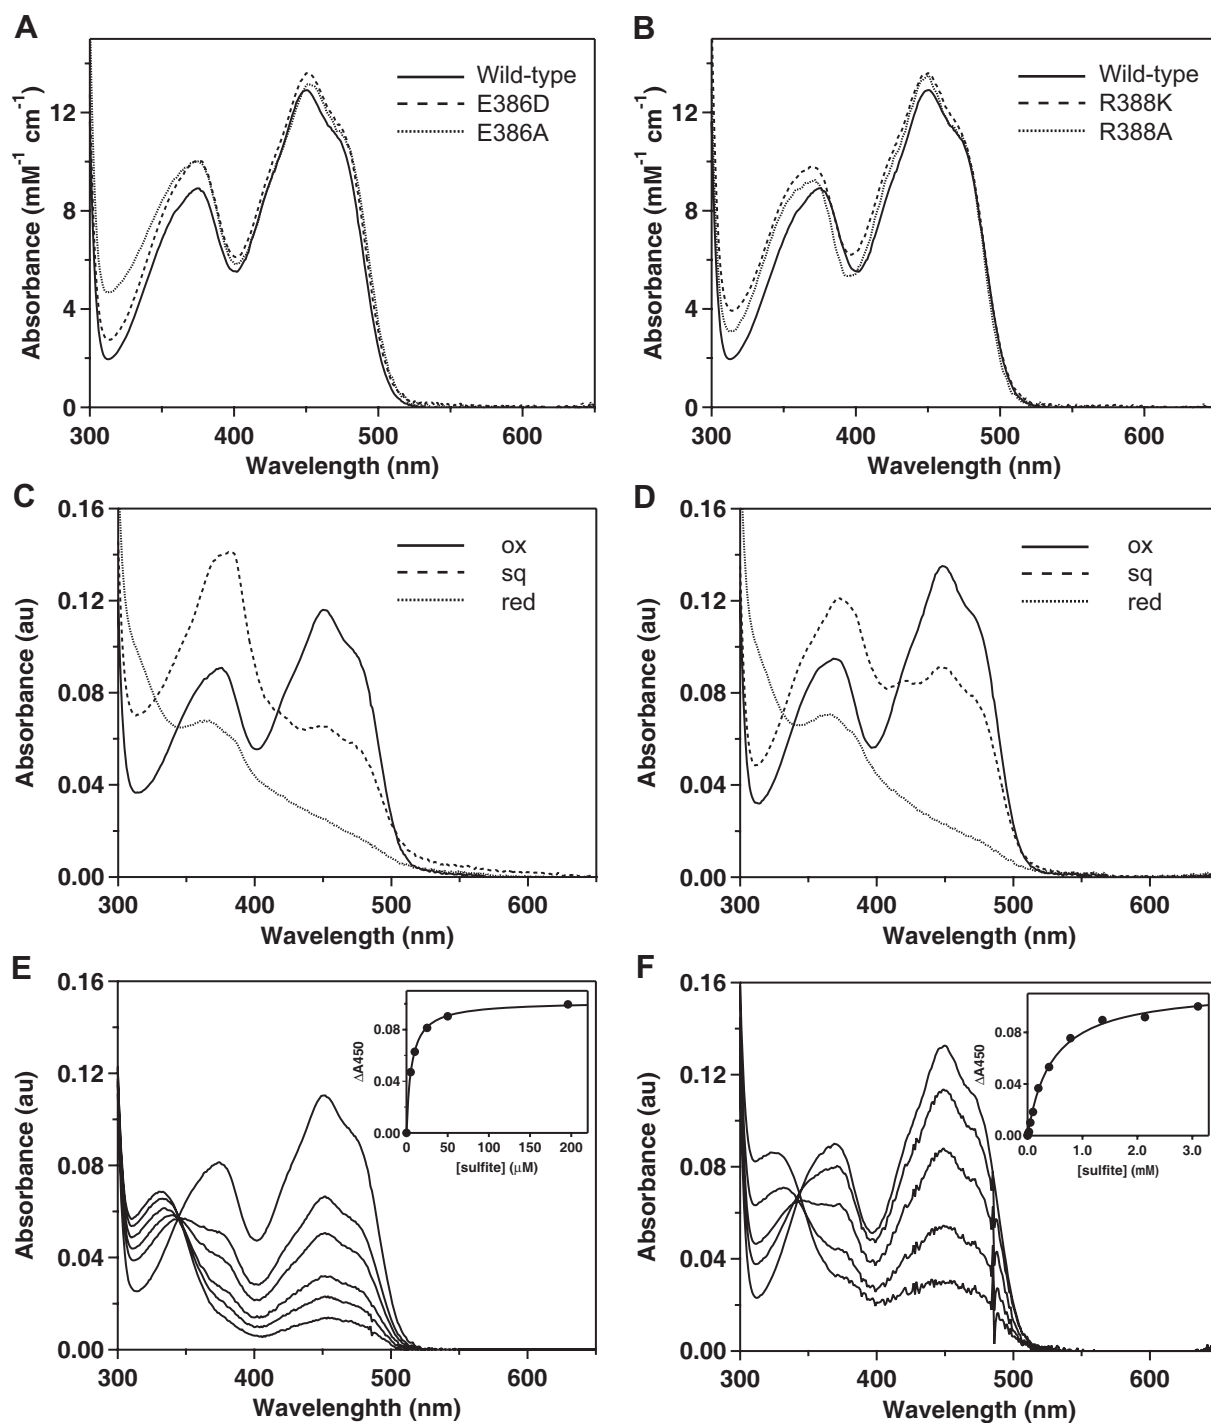 A
Wild-type
E386D
E386A
12
8
4
0
Absorbance (mM⁻¹ cm⁻¹)
300 400 500 600
Wavelength (nm)
B
Wild-type
R388K
R388A
12
8
4
0
Absorbance (mM⁻¹ cm⁻¹)
300 400 500 600
Wavelength (nm)
C
ox
sq
red
0.16
0.12
0.08
0.04
0.00
Absorbance (au)
300 400 500 600
Wavelength (nm)
D
ox
sq
red
0.16
0.12
0.08
0.04
0.00
Absorbance (au)
300 400 500 600
Wavelength (nm)
E
0.16
0.12
0.08
0.04
0.00
Absorbance (au)
300 400 500 600
Wavelenghth (nm)
0.08
0.04
0.00
ΔA450
0 50 100 150 200
[sulfite] (μM)
F
0.16
0.12
0.08
0.04
0.00
Absorbance (au)
300 400 500 600
Wavelength (nm)
0.08
0.04
0.00
ΔA450
0.0 1.0 2.0 3.0
[sulfite] (mM)